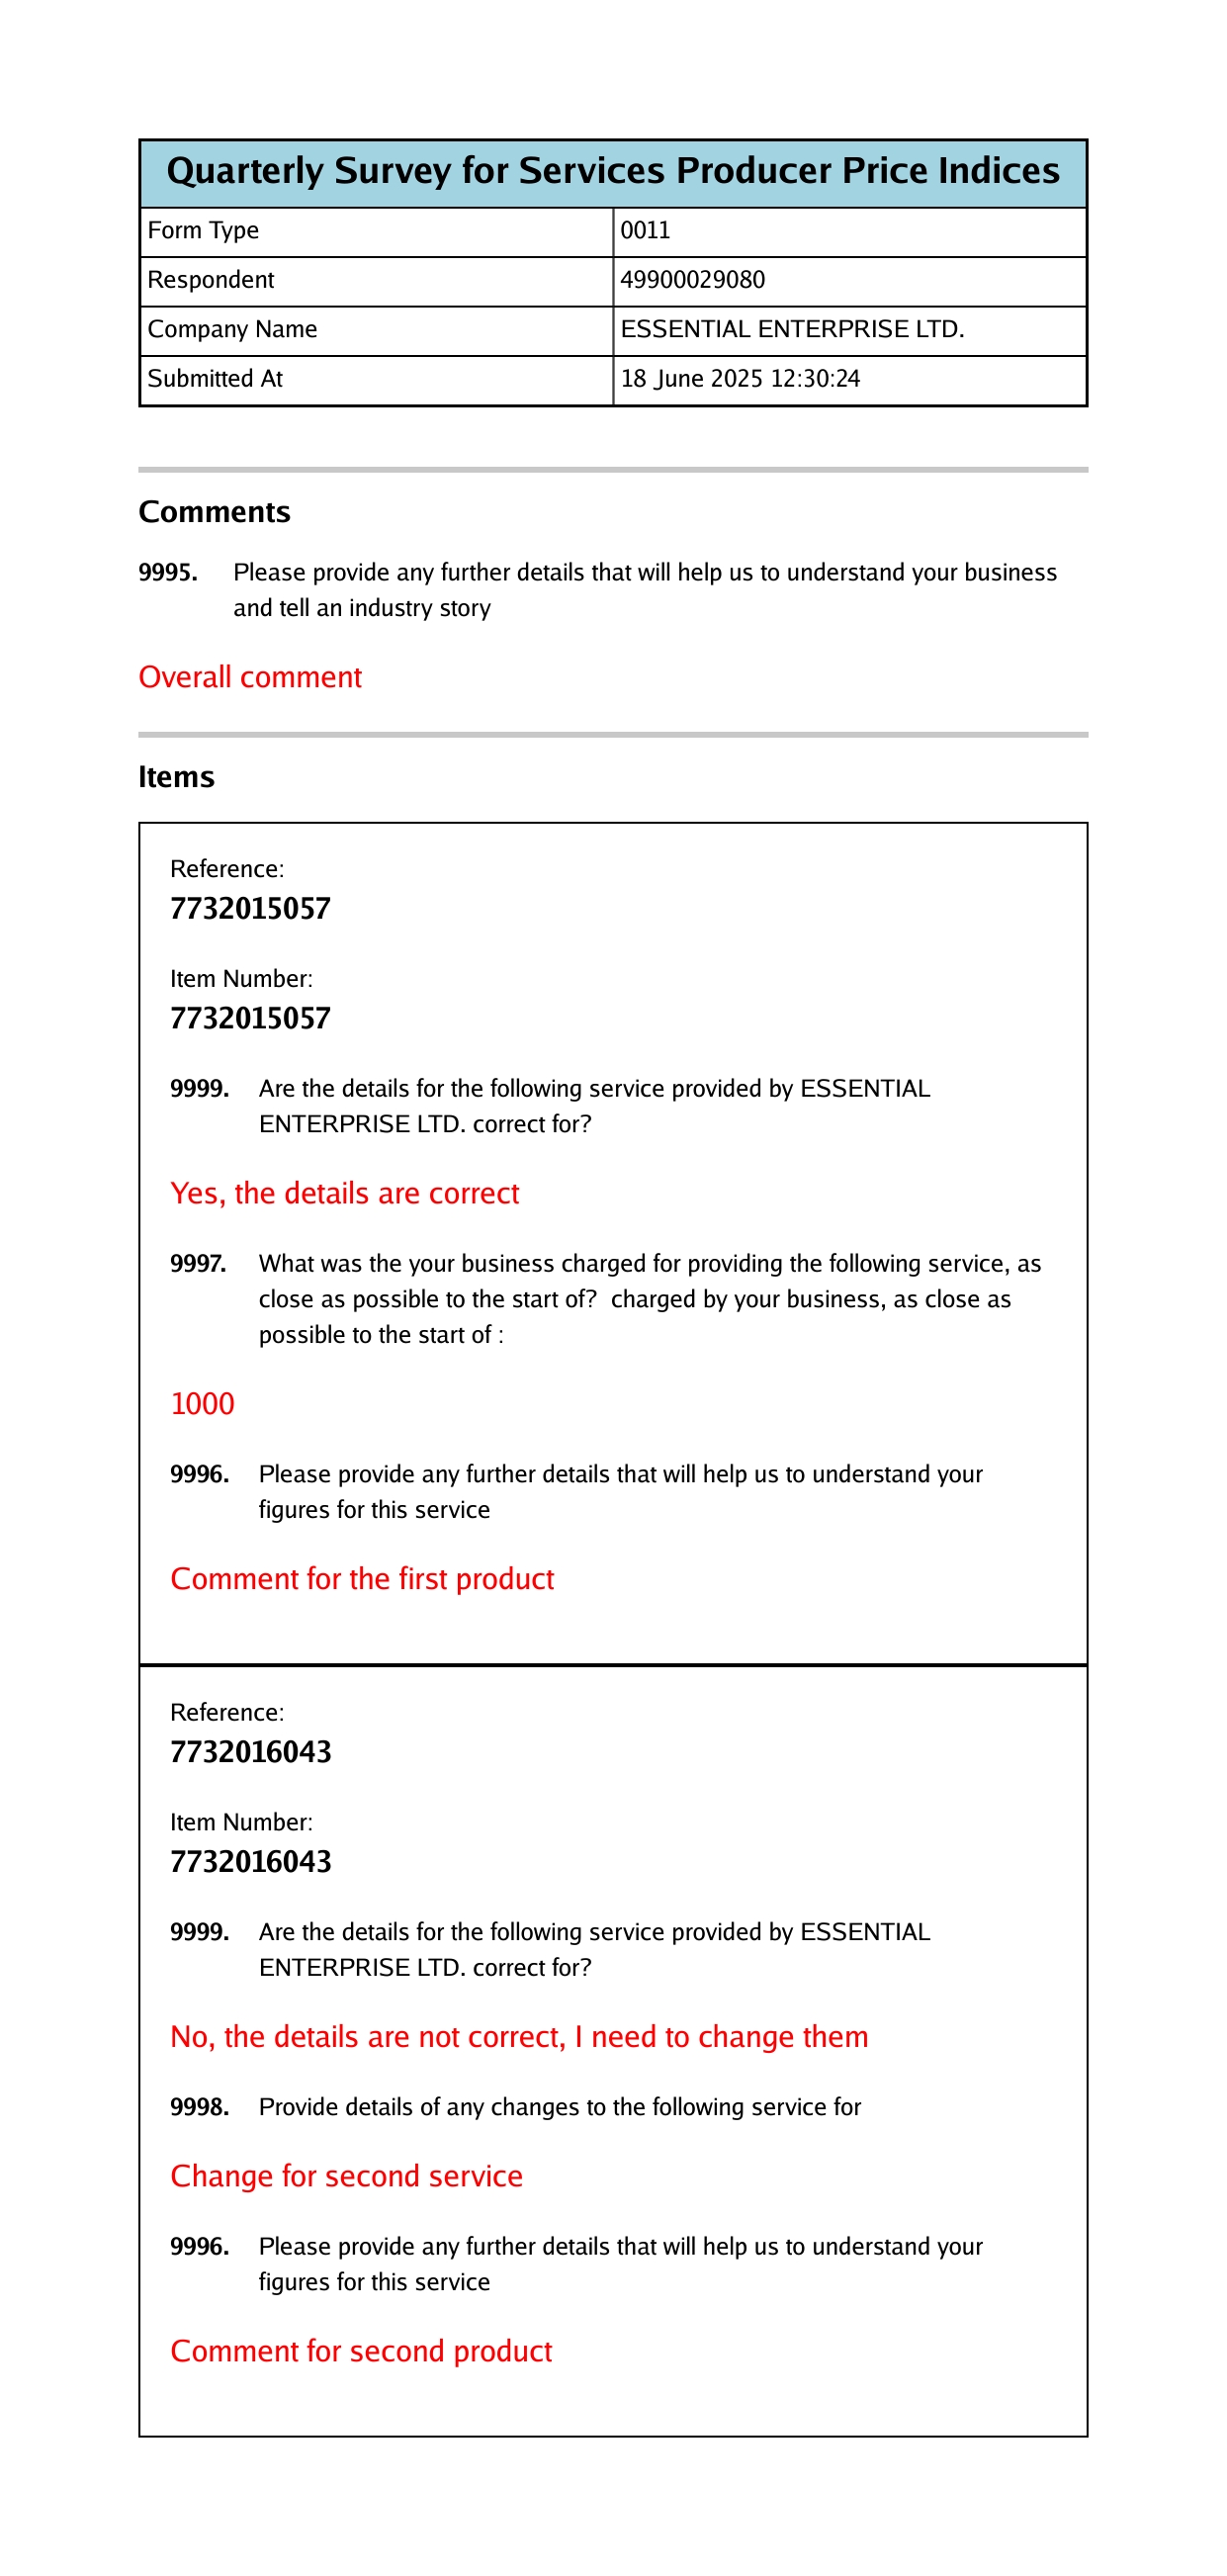 Quarterly Survey for Services Producer Price Indices
Form Type 0011
Respondent 49900029080
Company Name ESSENTIAL ENTERPRISE LTD.
Submitted At 18 June 2025 12:30:24
Comments
9995. Please provide any further details that will help us to understand your business
and tell an industry story
Overall comment
Items
Reference:
7732015057
Item Number:
7732015057
9999. Are the details for the following service provided by ESSENTIAL
ENTERPRISE LTD. correct for?
Yes, the details are correct
9997. What was the your business charged for providing the following service, as
close as possible to the start of? charged by your business, as close as
possible to the start of :
1000
9996. Please provide any further details that will help us to understand your
figures for this service
Comment for the first product
Reference:
7732016043
Item Number:
7732016043
9999. Are the details for the following service provided by ESSENTIAL
ENTERPRISE LTD. correct for?
No, the details are not correct, I need to change them
9998. Provide details of any changes to the following service for
Change for second service
9996. Please provide any further details that will help us to understand your
figures for this service
Comment for second product